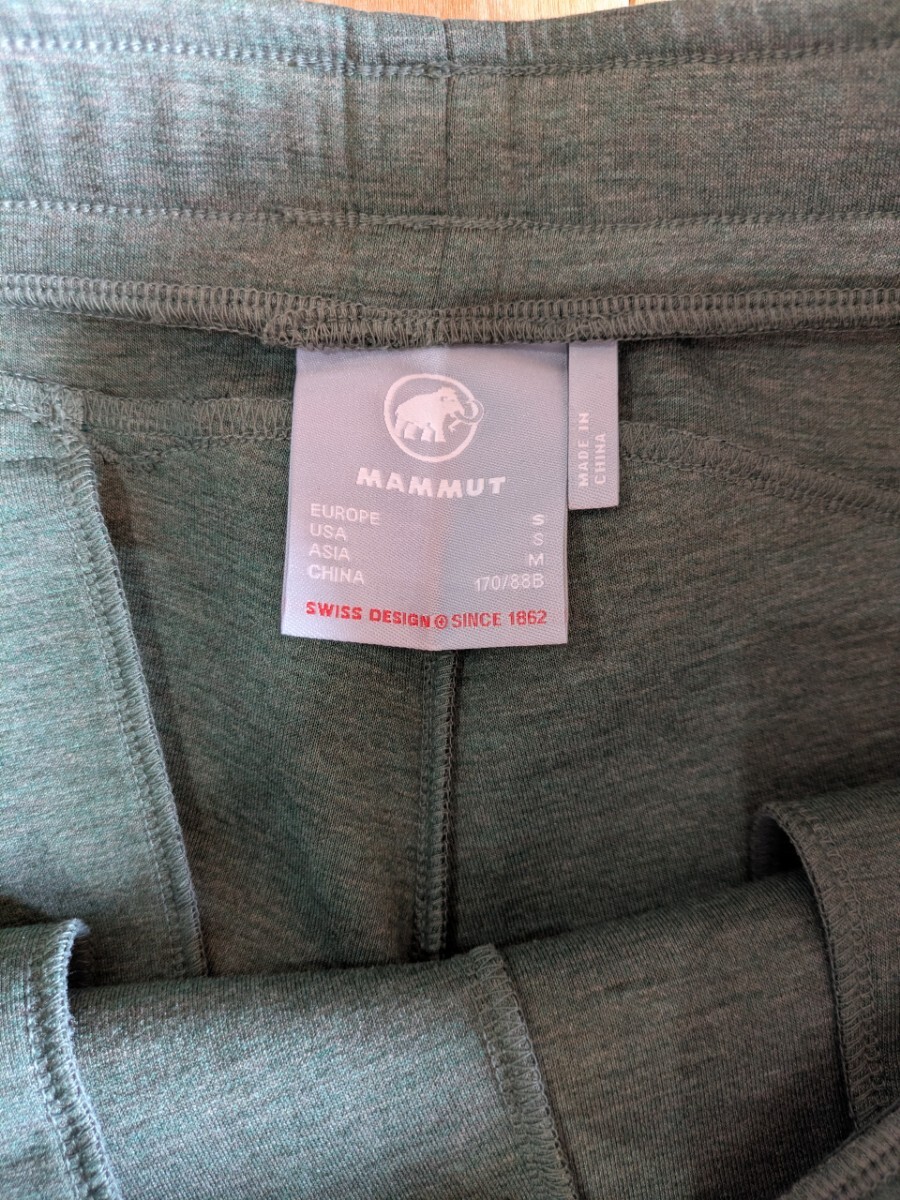 MAMMUT
EUROPE S
USA S
ASIA M
CHINA 170/88B
SWISS DESIGN SINCE 1862
MADE IN
CHINA